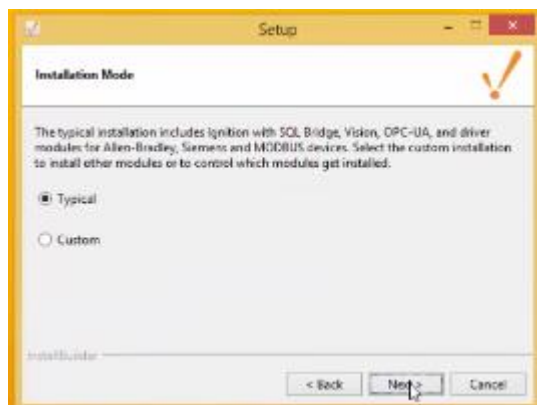 Setup
Installation Mode
The typical installation includes Ignition with SQL Bridge, Vision, OPC-UA, and driver
modules for Allen-Bradley, Siemens and MODBUS devices. Select the custom installation
to install other modules or to control which modules get installed.
Typical
Custom
InstallBuilder
< Back
Next >
Cancel